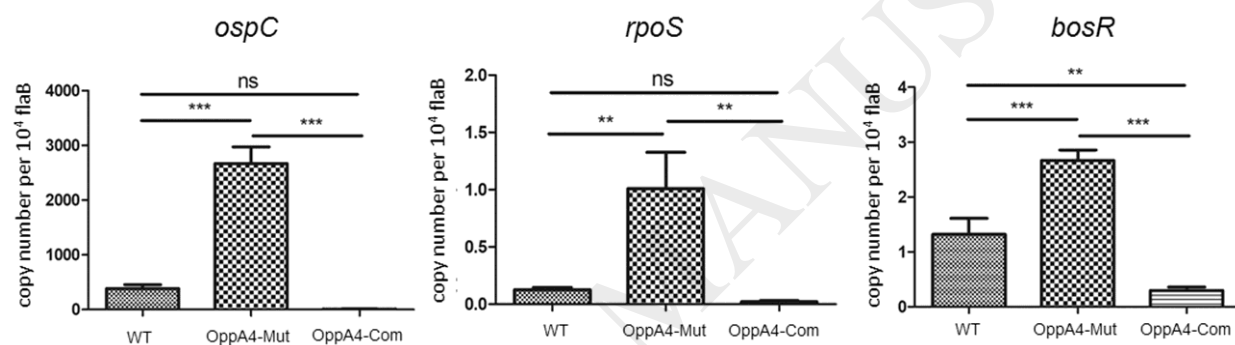 ospC
copy number per 10⁴ flaB
4000
3000
2000
1000
0
ns
***
***
WT
OppA4-Mut
OppA4-Com
rpoS
copy number per 10⁴ flaB
2.0
1.5
1.0
0.5
0.0
ns
**
**
WT
OppA4-Mut
OppA4-Com
bosR
copy number per 10⁴ flaB
4
3
2
1
0
**
***
***
WT
OppA4-Mut
OppA4-Com
MANUS